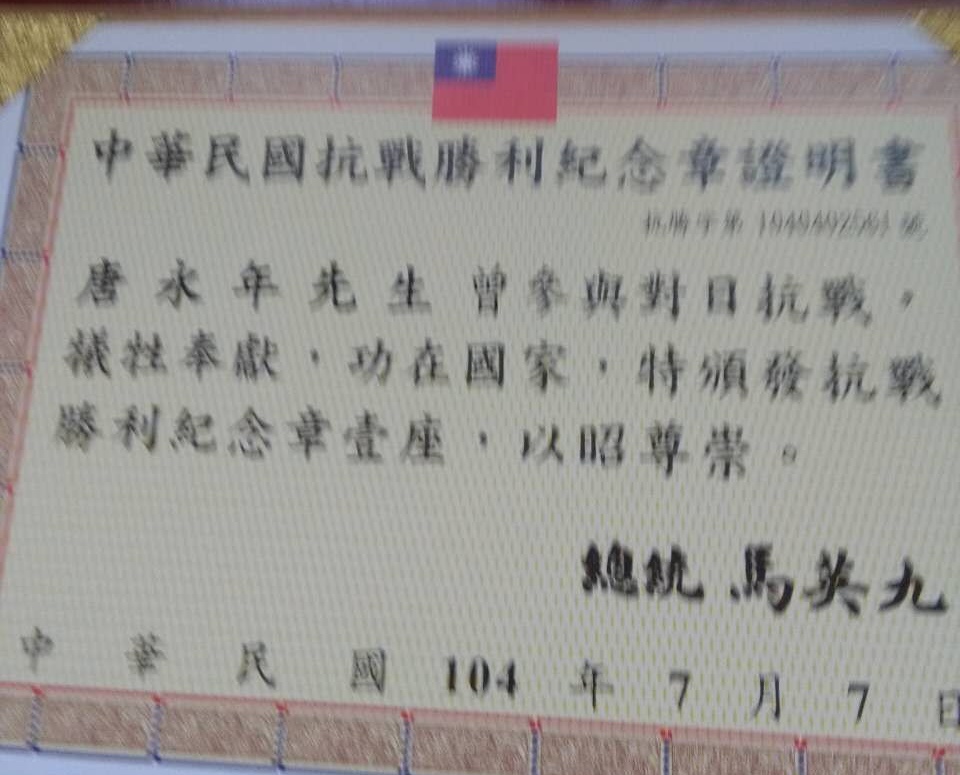 中華民國抗戰勝利紀念章證明書
唐永年先生曾參與對日抗戰，
犧牲奉獻，功在國家，特頒發抗戰
勝利紀念章壹座，以昭尊崇。
總統 馬英九
中華民國 104 年 7 月 7 日